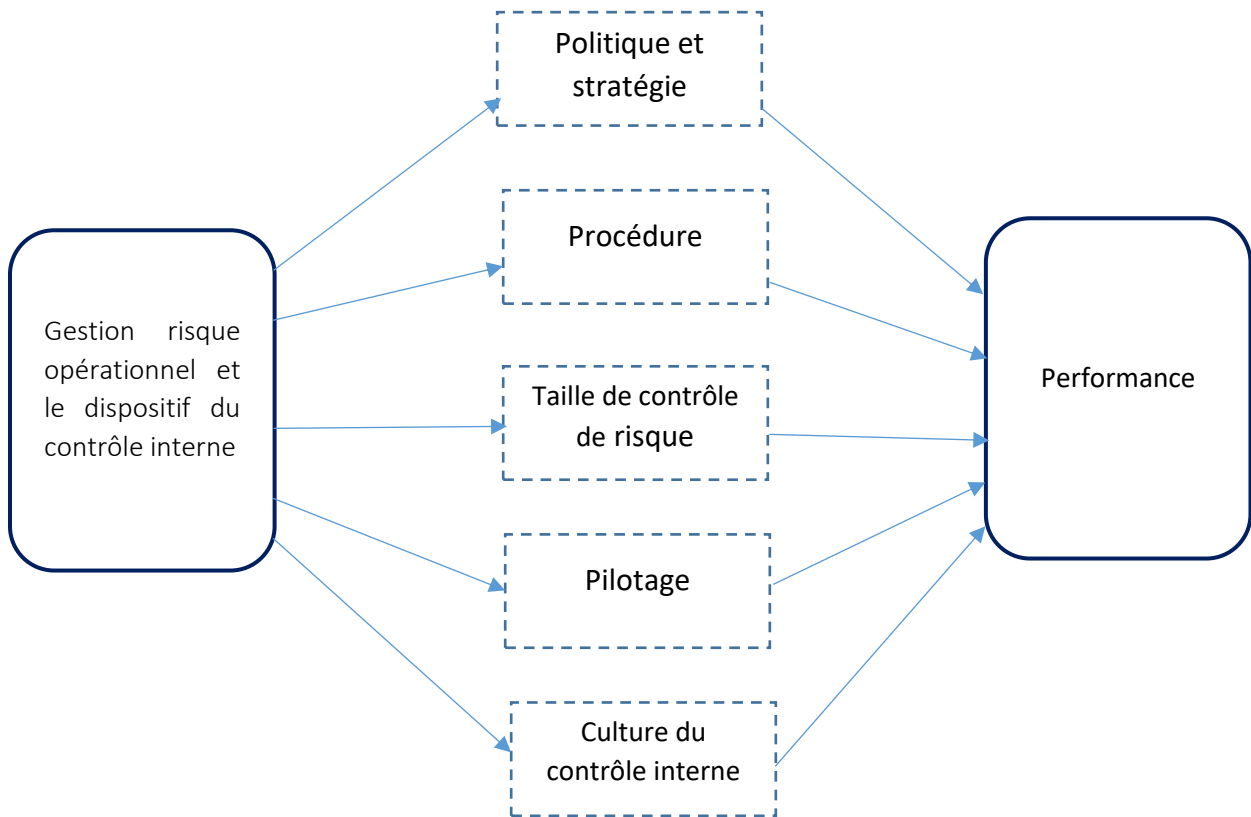 Politique et
stratégie
Procédure
Gestion risque
opérationnel et
le dispositif du
contrôle interne
Taille de contrôle
de risque
Performance
Pilotage
Culture du
contrôle interne